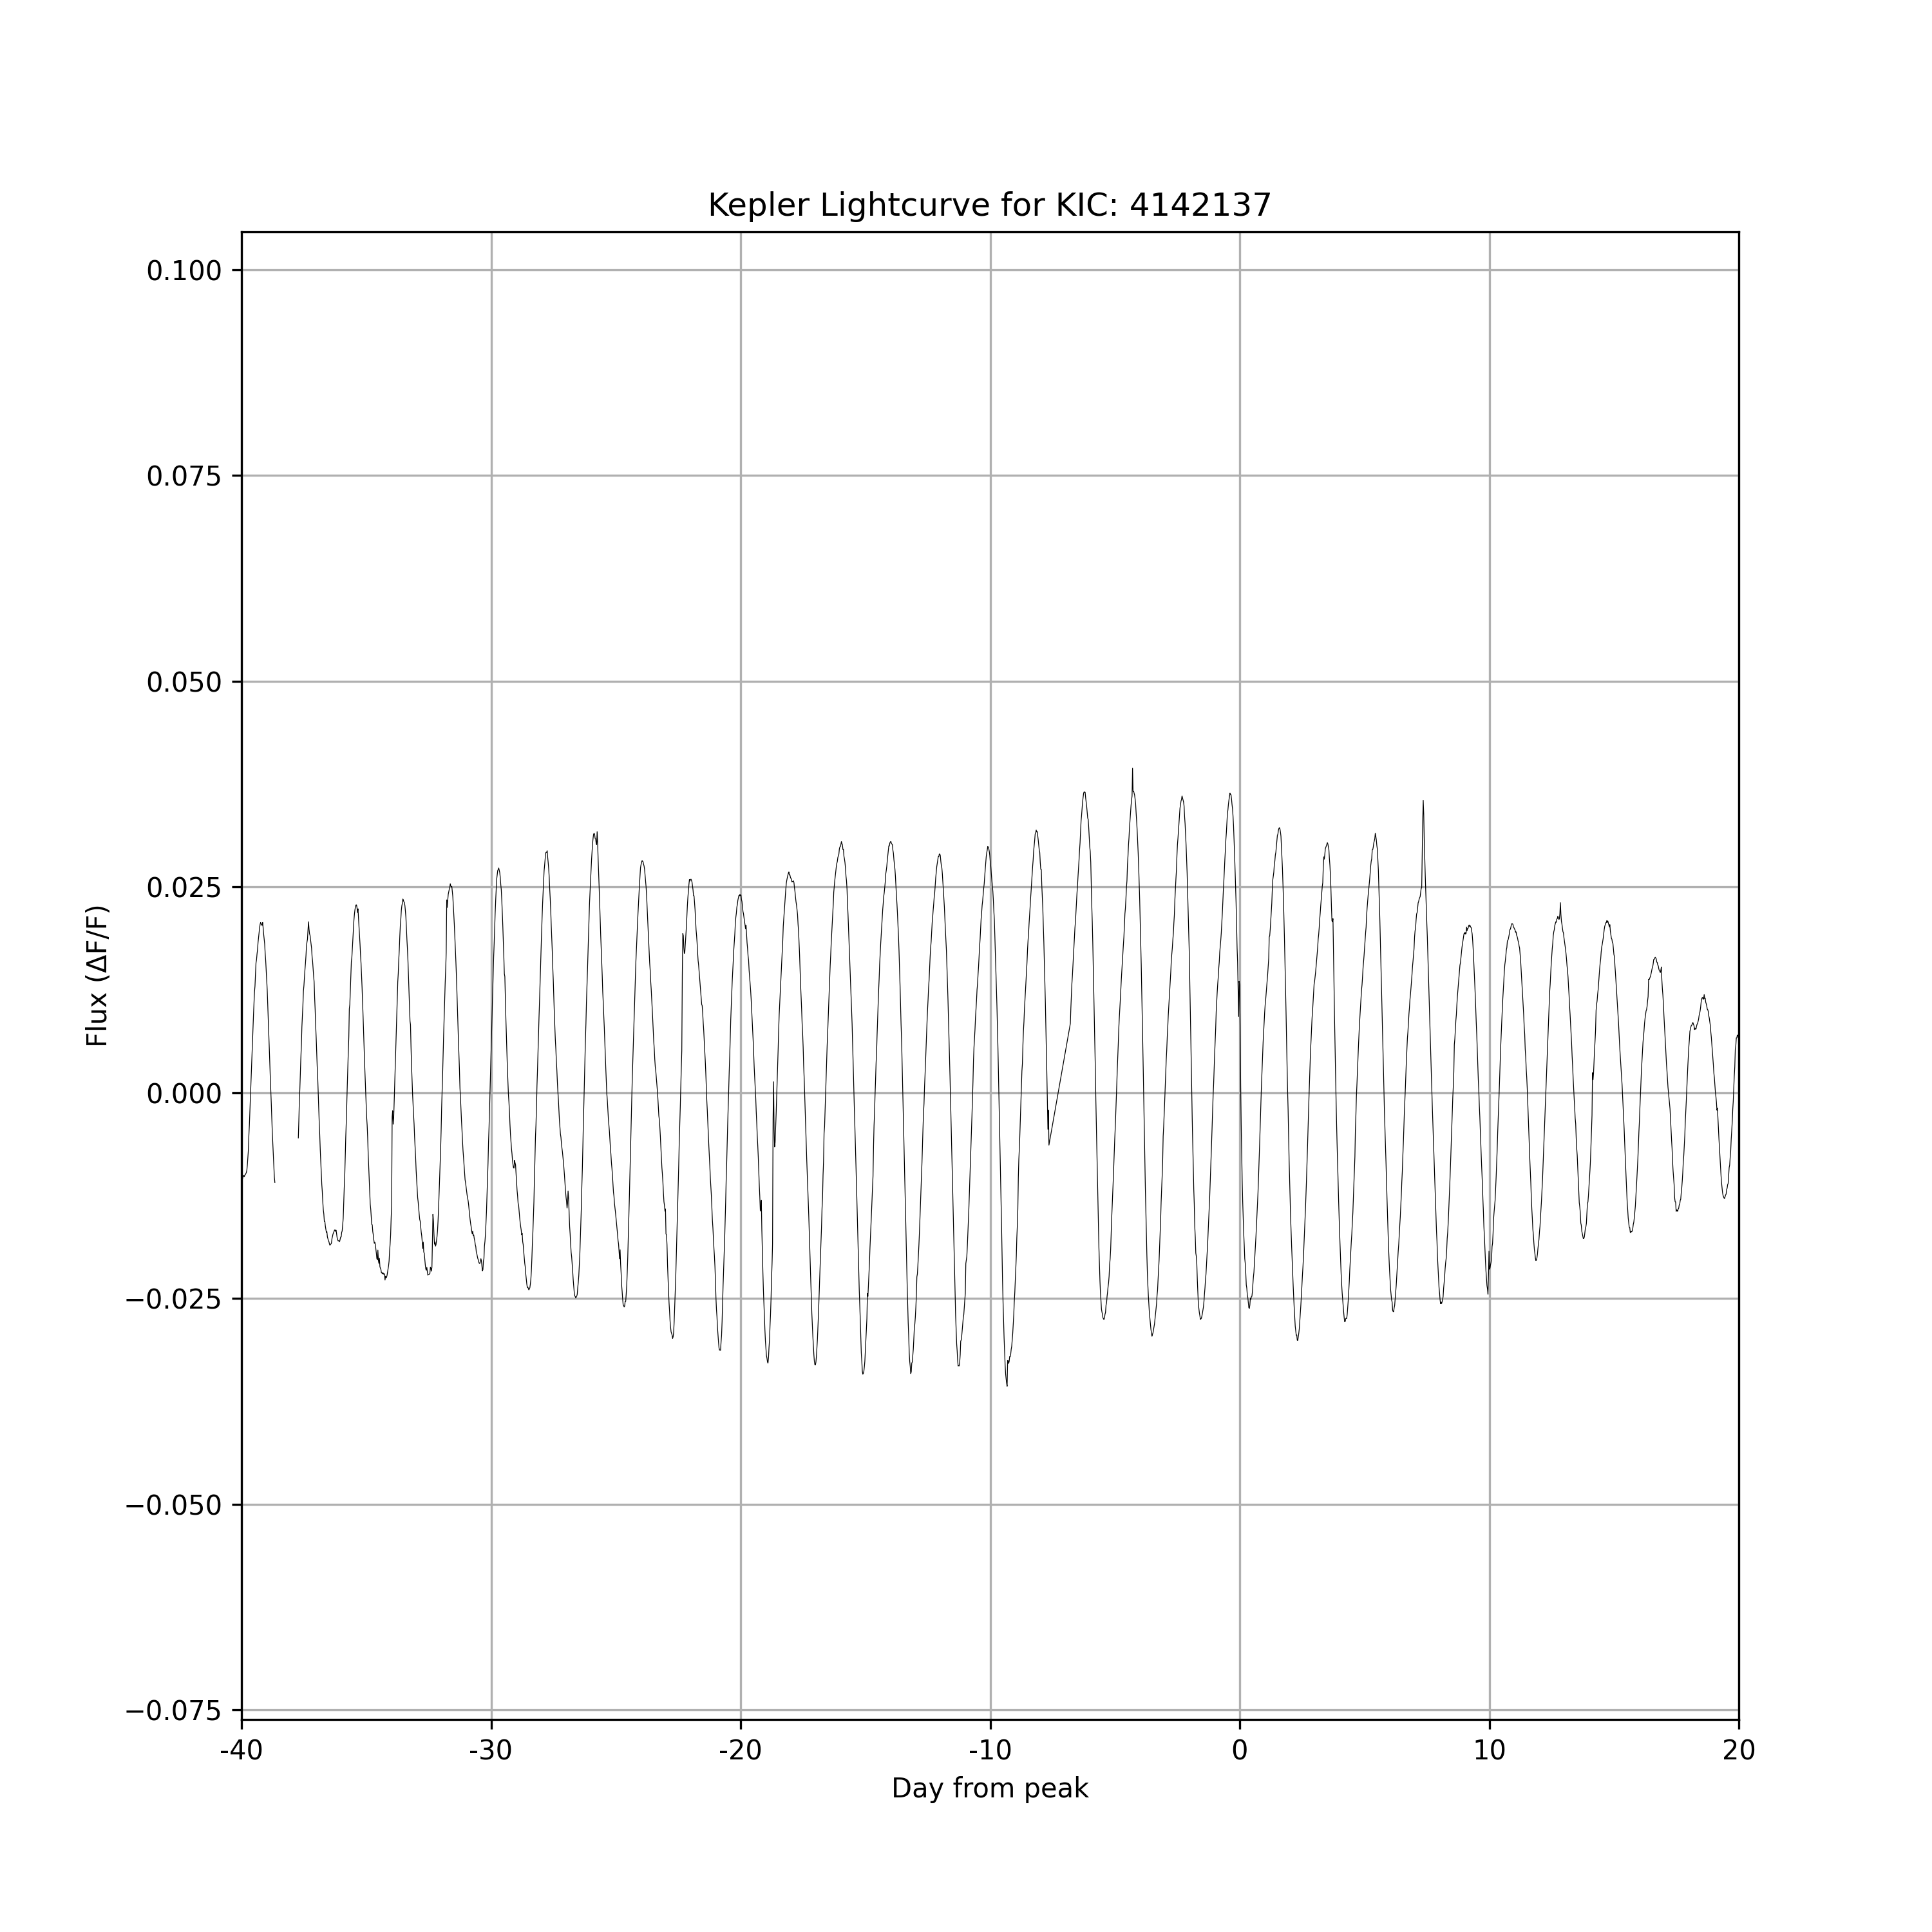 Kepler Lightcurve for KIC: 4142137
0.100
0.075
0.050
0.025
0.000
−0.025
−0.050
−0.075
Flux (ΔF/F)
-40 -30 -20 -10 0 10 20
Day from peak